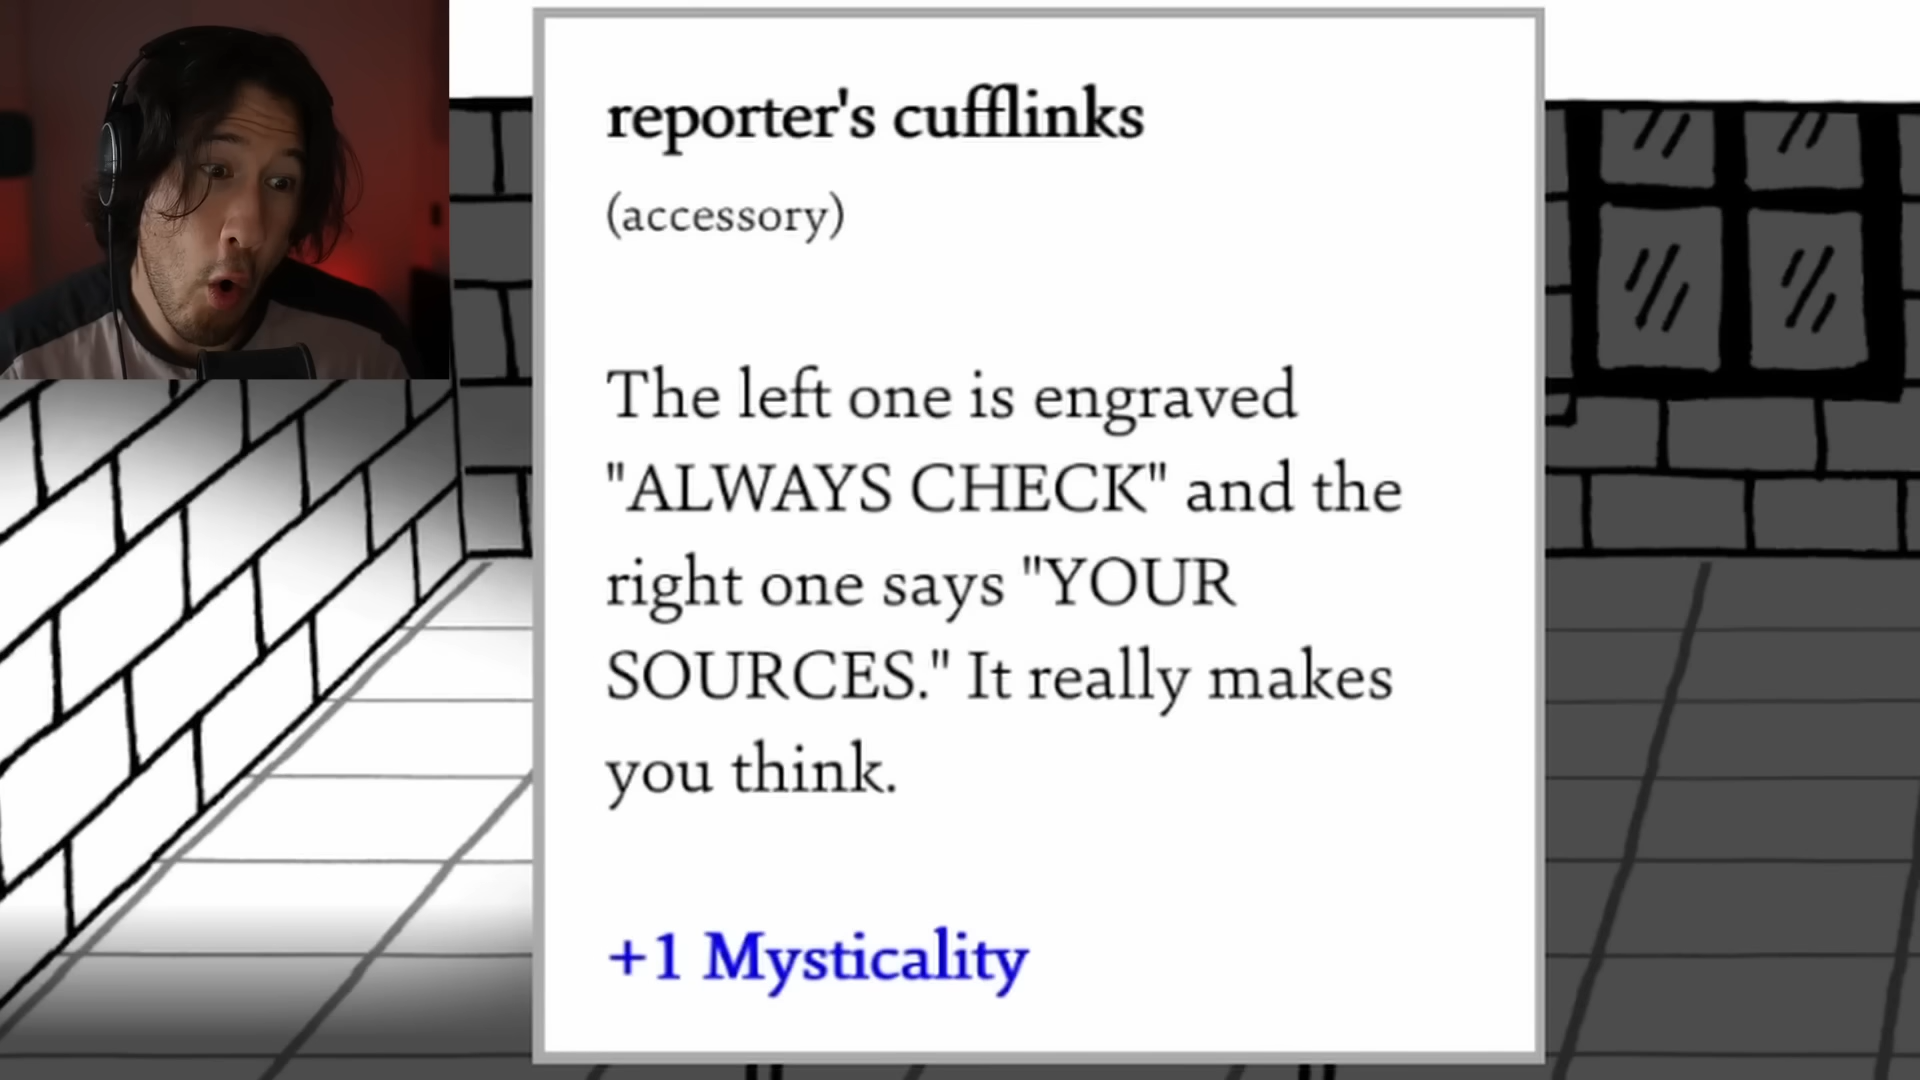 reporter's cufflinks
(accessory)
The left one is engraved
"ALWAYS CHECK" and the
right one says "YOUR
SOURCES." It really makes
you think.
+1 Mysticality